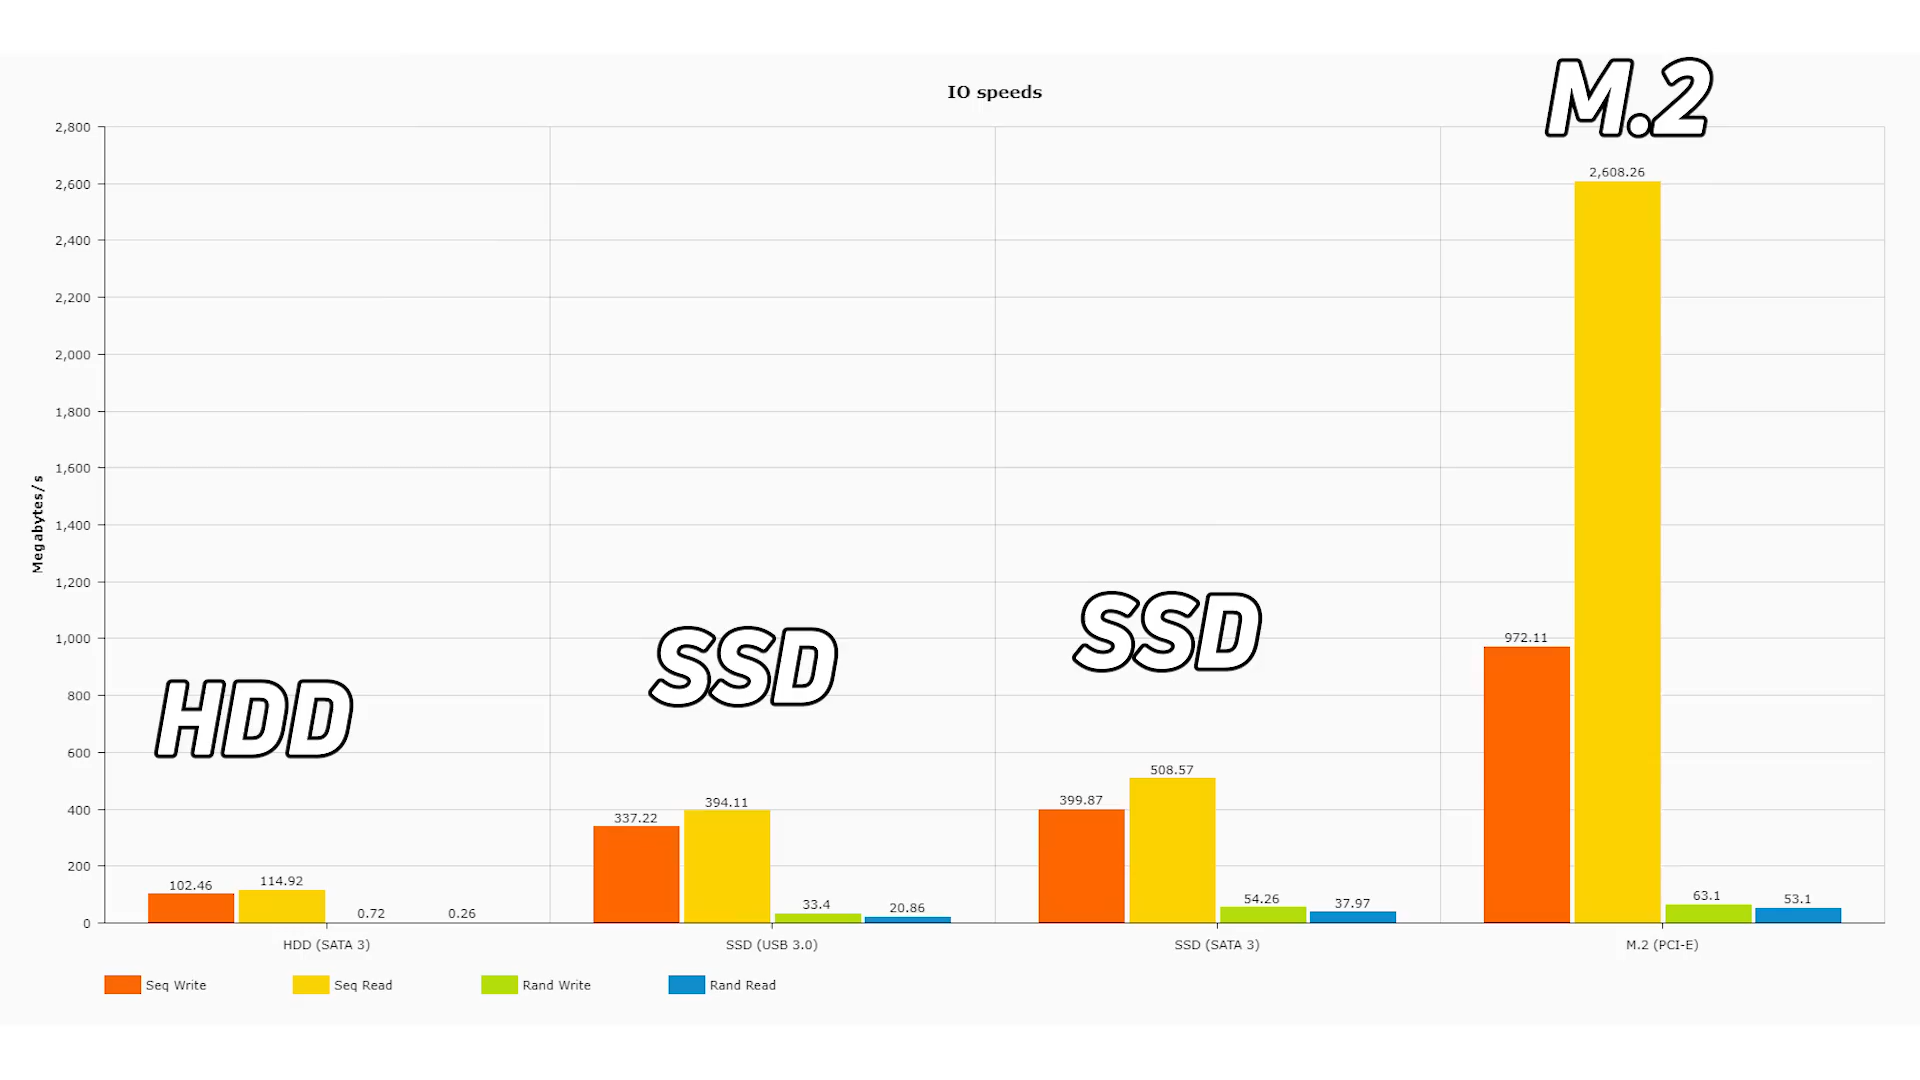 IO speeds
M.2
2,800
2,600
2,400
2,200
2,000
1,800
1,600
1,400
1,200
1,000
800
600
400
200
0
Megabytes/s
HDD
SSD
SSD
102.46
114.92
0.72
0.26
337.22
394.11
33.4
20.86
399.87
508.57
54.26
37.97
972.11
2,608.26
63.1
53.1
HDD (SATA 3)
SSD (USB 3.0)
SSD (SATA 3)
M.2 (PCI-E)
Seq Write
Seq Read
Rand Write
Rand Read